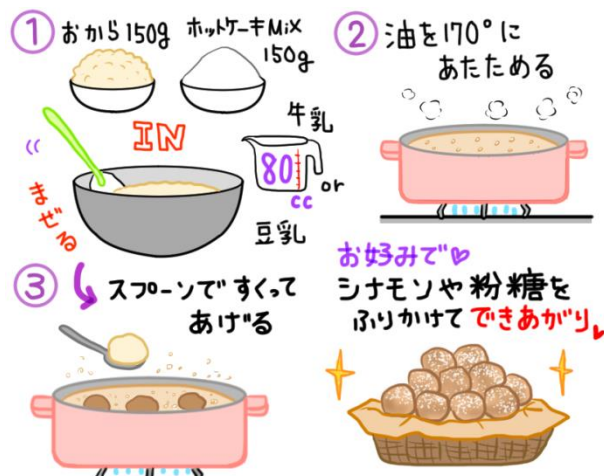 ①
おから150g
ホットケーキMix
150g
IN
牛乳
80
cc
or
豆乳
まぜる
②
油を170°に
あたためる
③
スプーンですくって
あげる
お好みで♡
シナモンや粉糖を
ふりかけてできあがり♡